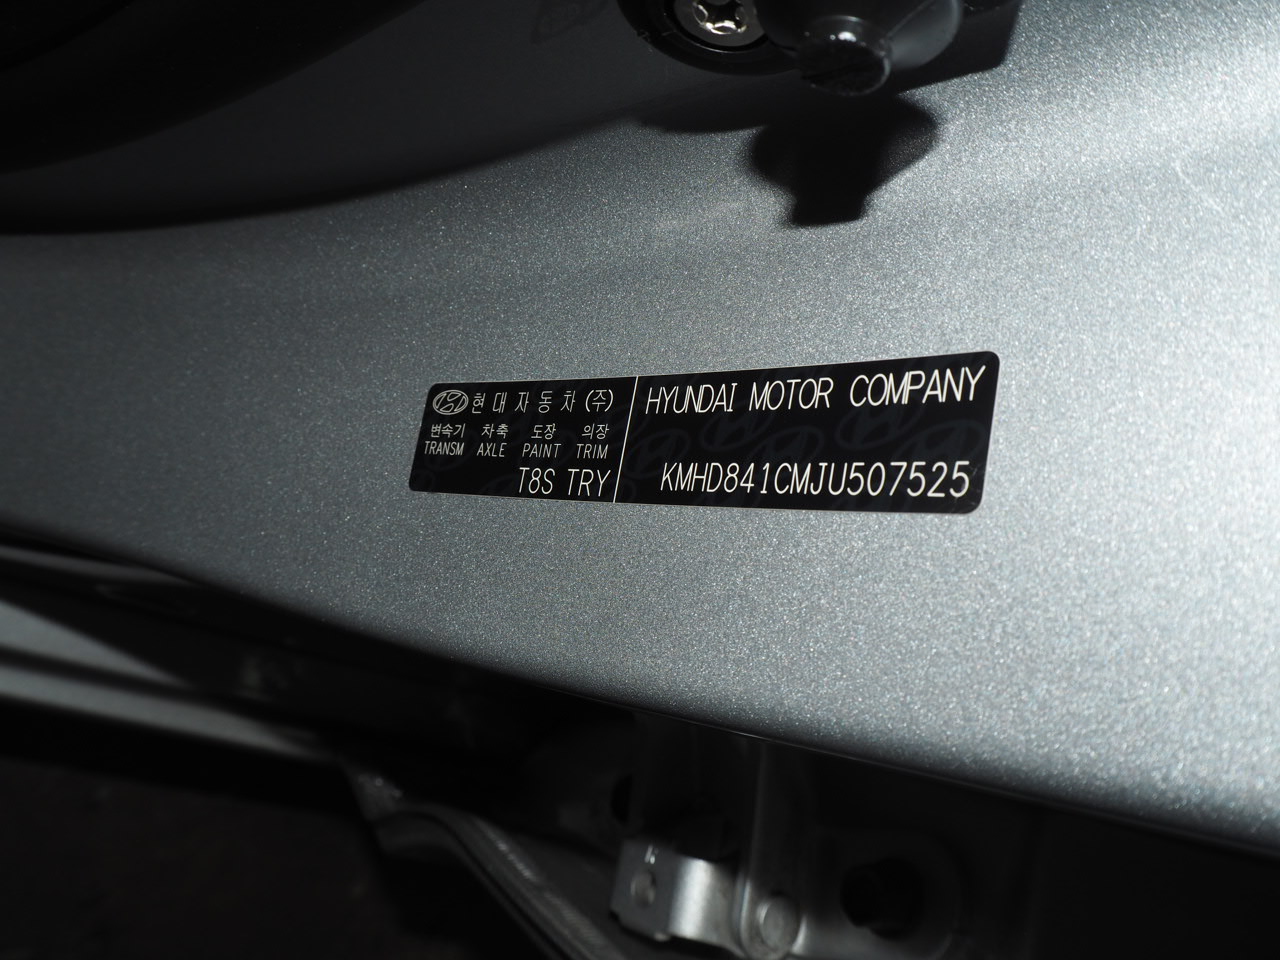 현대자동차(주)
변속기 차축 도장 의장
TRANSM AXLE PAINT TRIM
T8S TRY
HYUNDAI MOTOR COMPANY
KMHD841CMJU507525